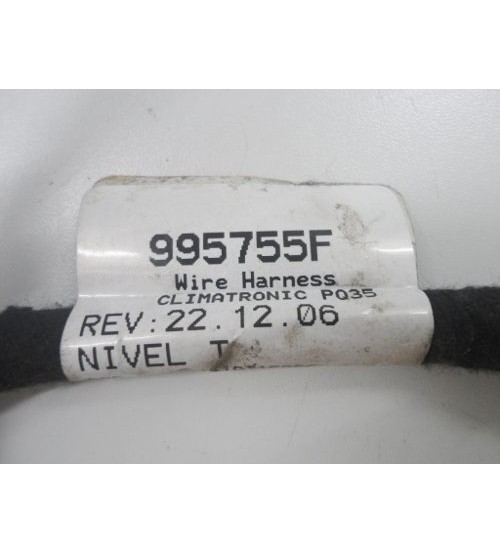 995755F
Wire Harness
CLIMATRONIC PQ35
REV:22.12.06
NIVEL